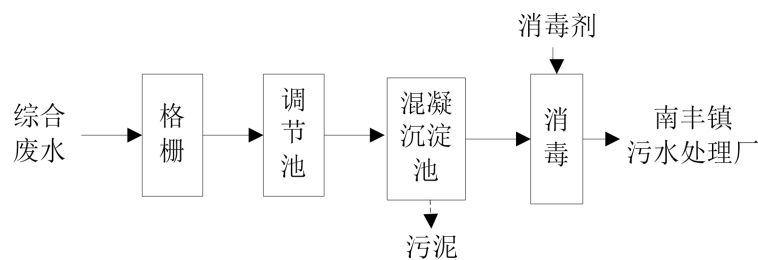 消毒剂
综合
废水
格
栅
调
节
池
混凝
沉淀
池
消
毒
南丰镇
污水处理厂
污泥